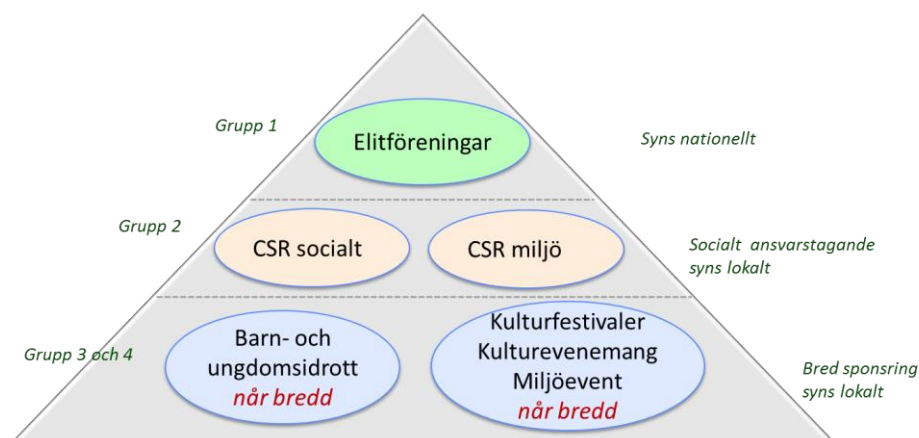 Grupp 1
Elitföreningar
Syns nationellt
Grupp 2
CSR socialt
CSR miljö
Socialt ansvarstagande
syns lokalt
Grupp 3 och 4
Barn- och
ungdomsidrott
når bredd
Kulturfestivaler
Kulturevenemang
Miljöevent
når bredd
Bred sponsring
syns lokalt